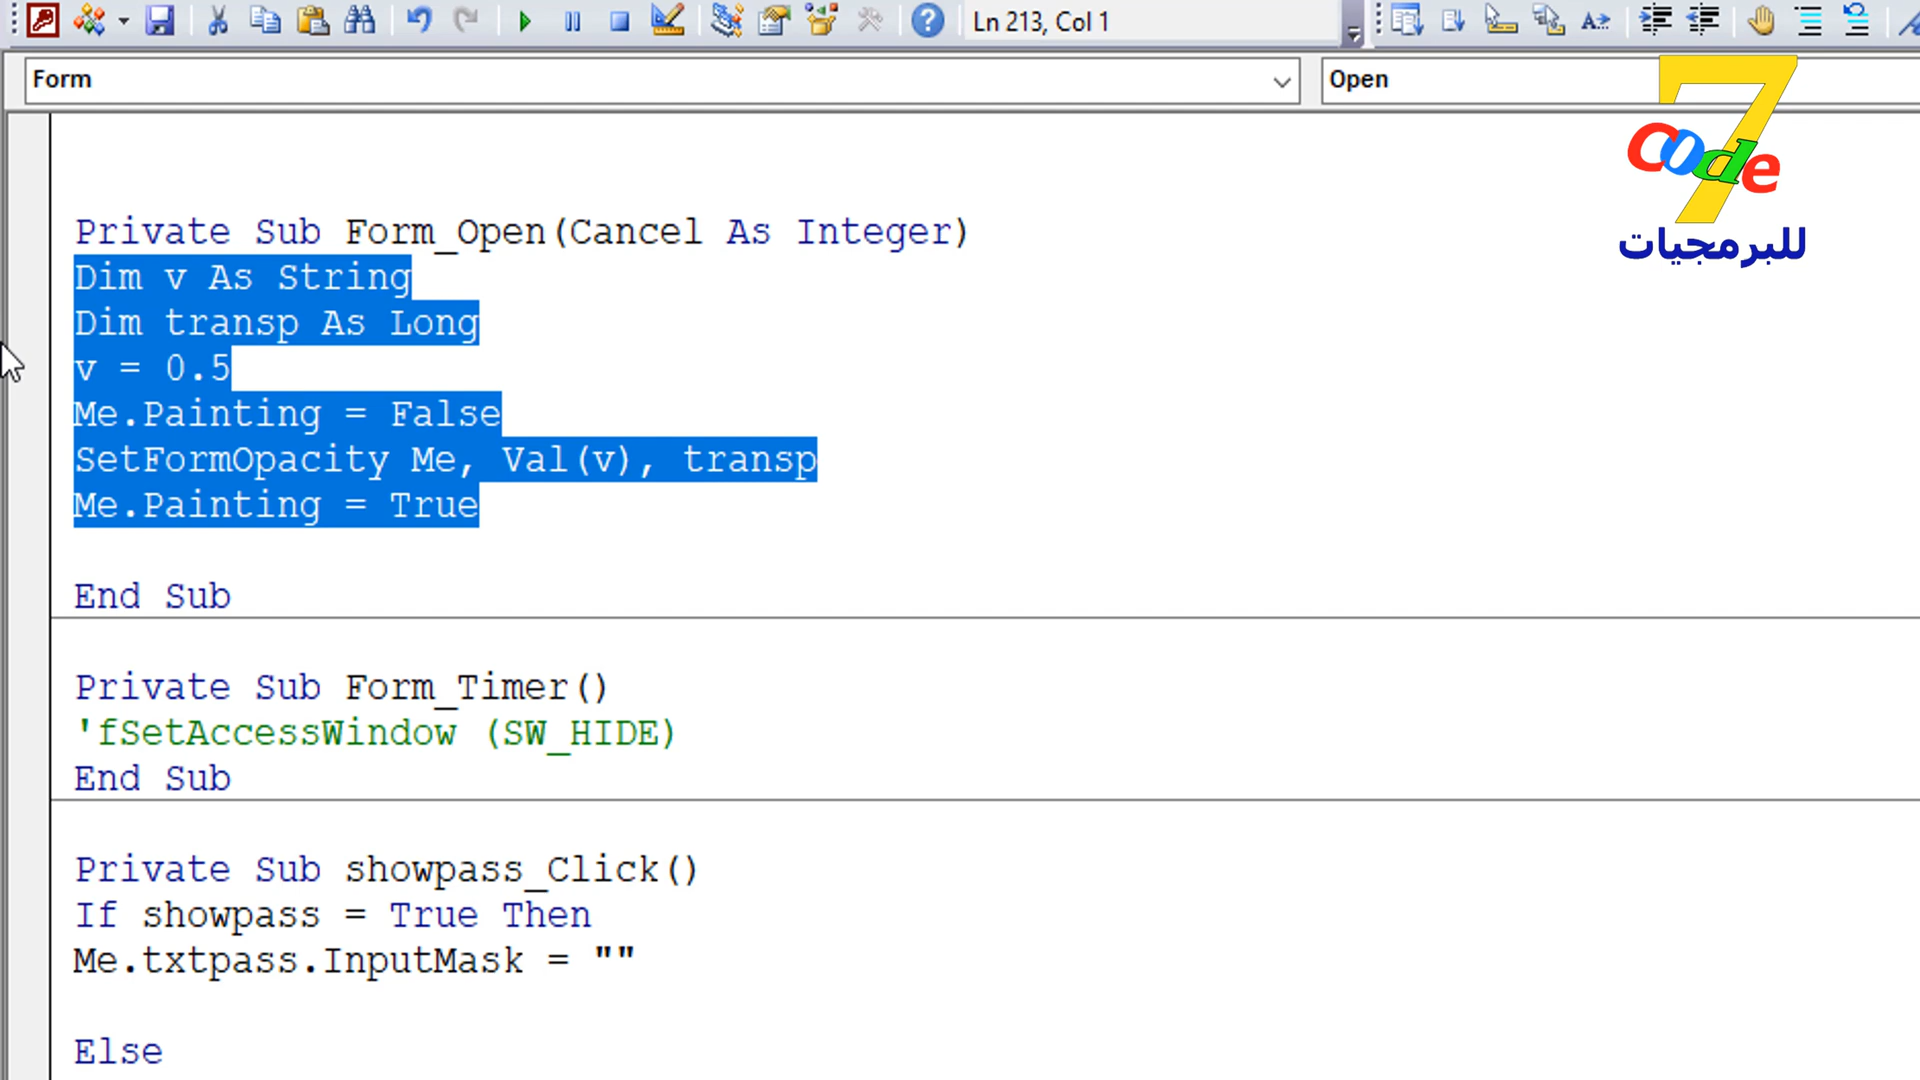 Ln 213, Col 1
Form
Open
7
Code
للبرمجيات
Private Sub Form_Open(Cancel As Integer)
Dim v As String
Dim transp As Long
v = 0.5
Me.Painting = False
SetFormOpacity Me, Val(v), transp
Me.Painting = True
End Sub
Private Sub Form_Timer()
'fSetAccessWindow (SW_HIDE)
End Sub
Private Sub showpass_Click()
If showpass = True Then
Me.txtpass.InputMask = ""
Else